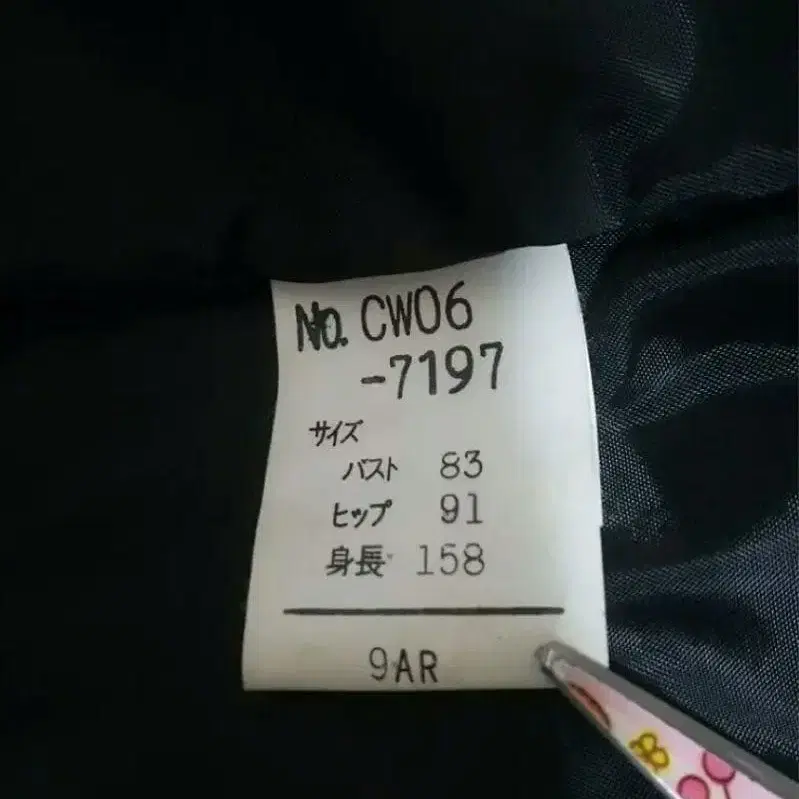 No. CW06
-7197
サイズ
バスト 83
ヒップ 91
身長 158
9AR